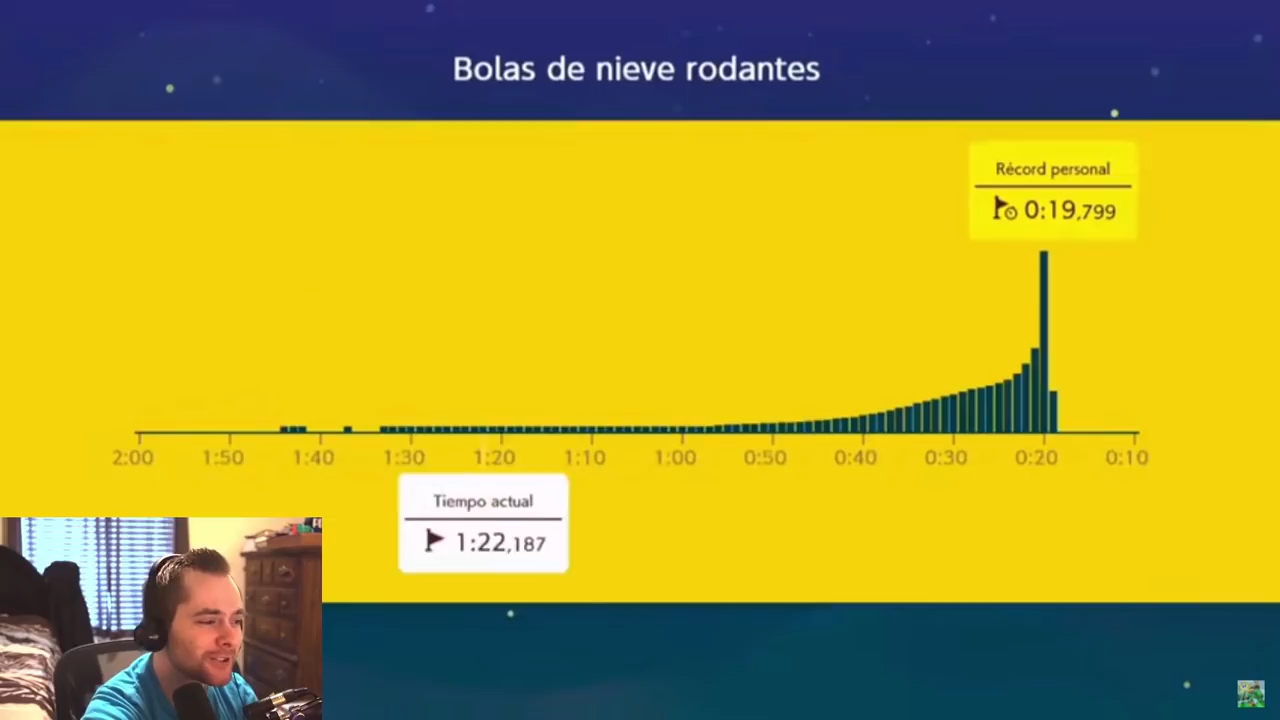 Bolas de nieve rodantes
Récord personal
0:19,799
2:00 1:50 1:40 1:30 1:20 1:10 1:00 0:50 0:40 0:30 0:20 0:10
Tiempo actual
1:22,187